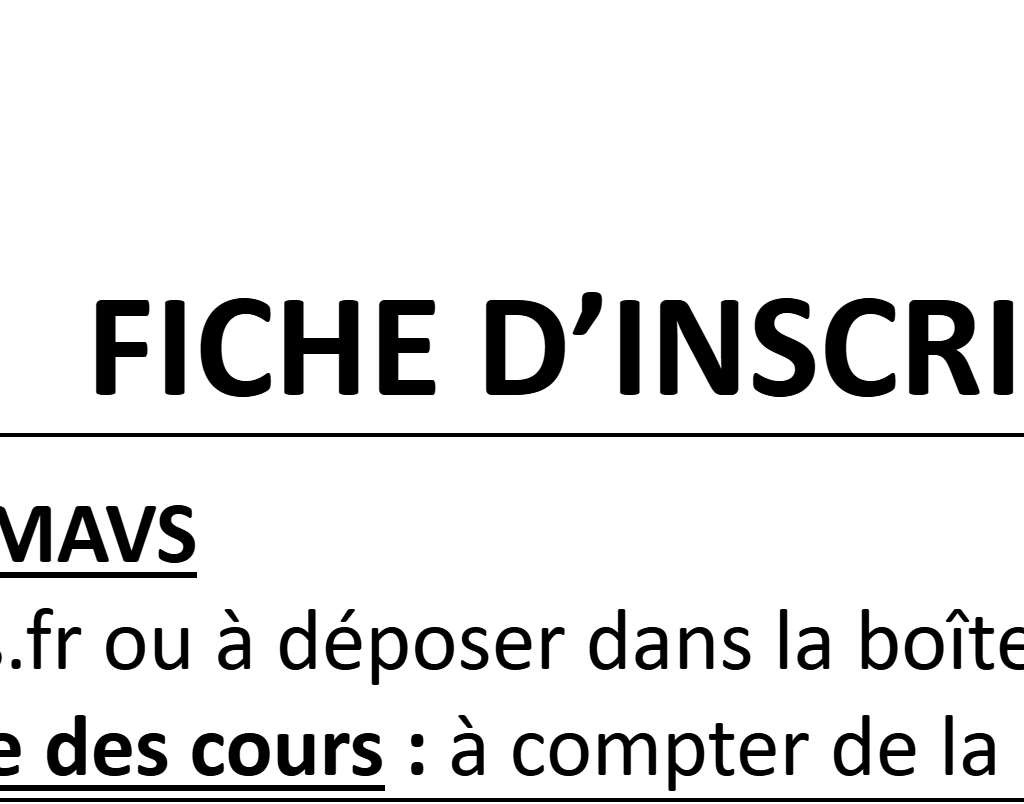 FICHE D’INSCRI
MAVS
.fr ou à déposer dans la boîte
e des cours : à compter de la